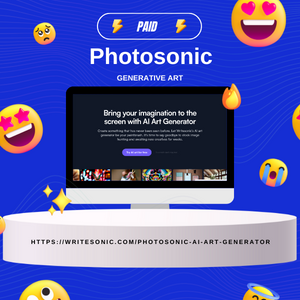 PAID
Photosonic
GENERATIVE ART
Bring your imagination to the
screen with AI Art Generator
HTTPS://WRITESONIC.COM/PHOTOSONIC-AI-ART-GENERATOR